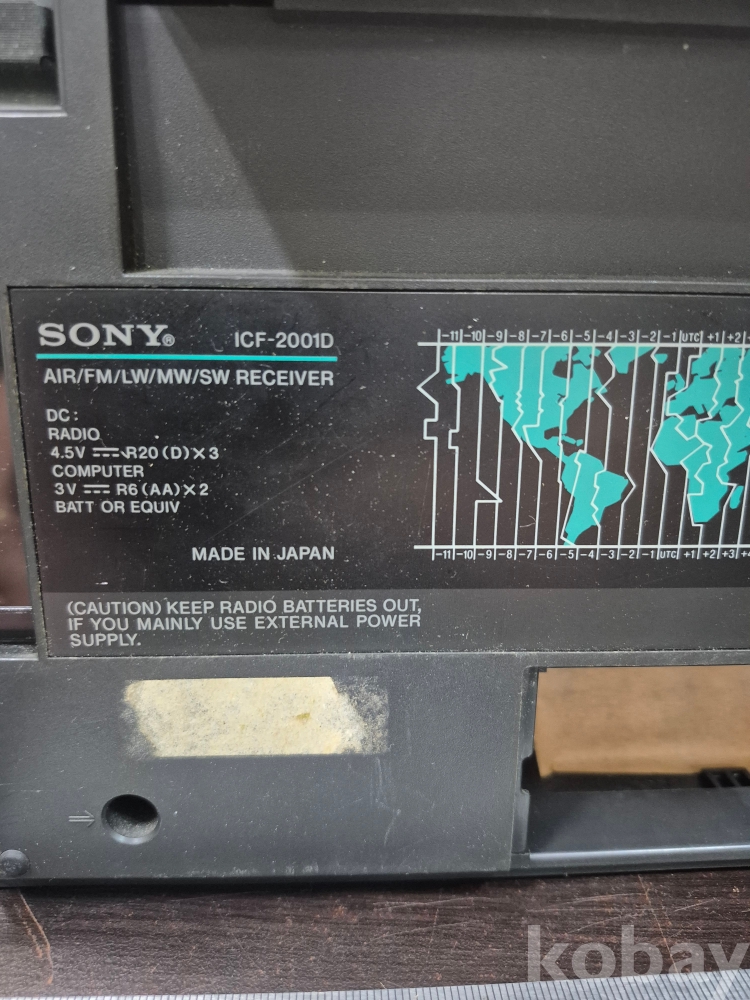 SONY® ICF-2001D
AIR/FM/LW/MW/SW RECEIVER
DC:
RADIO
4.5V R20(D)×3
COMPUTER
3V R6(AA)×2
BATT OR EQUIV
MADE IN JAPAN
(CAUTION) KEEP RADIO BATTERIES OUT,
IF YOU MAINLY USE EXTERNAL POWER
SUPPLY.
-11 -10 -9 -8 -7 -6 -5 -4 -3 -2 -1 UTC +1 +2
-11 -10 -9 -8 -7 -6 -5 -4 -3 -2 -1 UTC +1 +2 +3
kobay